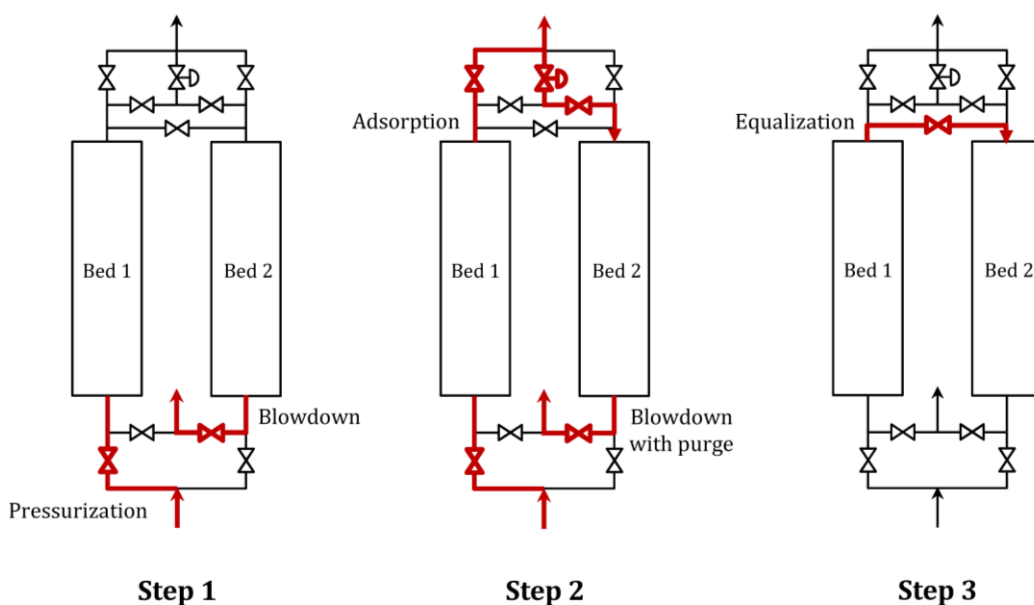 Adsorption
Equalization
Bed 1
Bed 2
Bed 1
Bed 2
Bed 1
Bed 2
Blowdown
Blowdown
with purge
Pressurization
Step 1
Step 2
Step 3